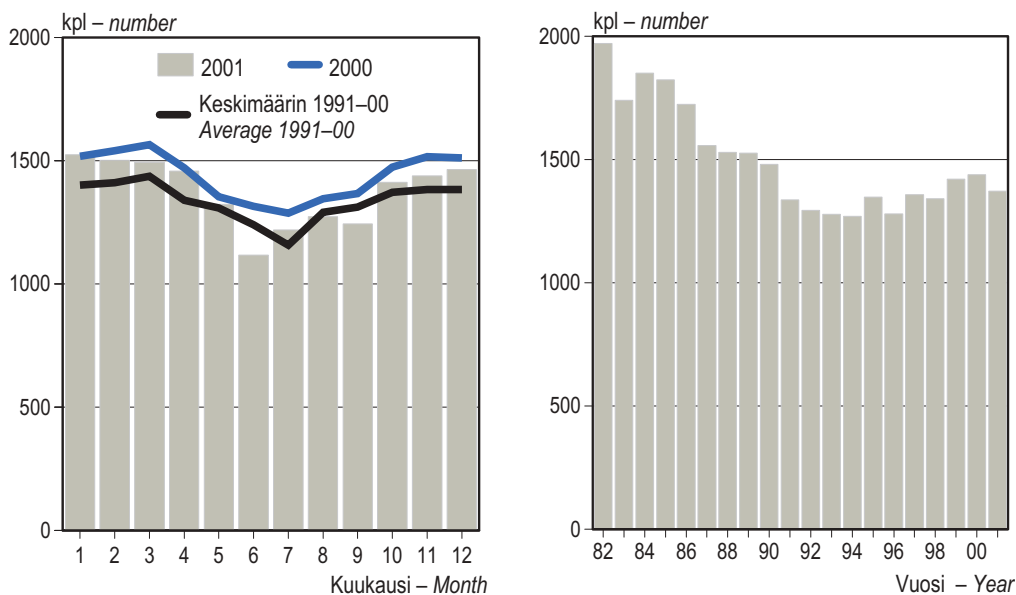 kpl – number
2000
1500
1000
500
0
2001
2000
Keskimäärin 1991–00
Average 1991–00
1 2 3 4 5 6 7 8 9 10 11 12
Kuukausi – Month
kpl – number
2000
1500
1000
500
0
82 84 86 88 90 92 94 96 98 00
Vuosi – Year